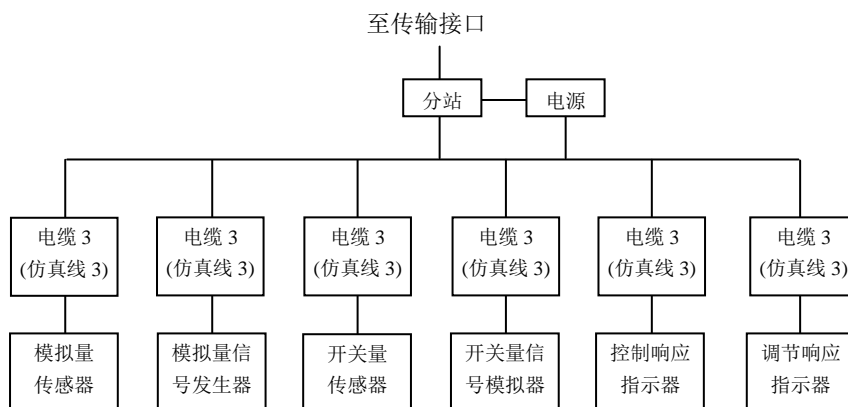 至传输接口
分站
电源
电缆 3
(仿真线 3)
电缆 3
(仿真线 3)
电缆 3
(仿真线 3)
电缆 3
(仿真线 3)
电缆 3
(仿真线 3)
电缆 3
(仿真线 3)
模拟量
传感器
模拟量信
号发生器
开关量
传感器
开关量信
号模拟器
控制响应
指示器
调节响应
指示器